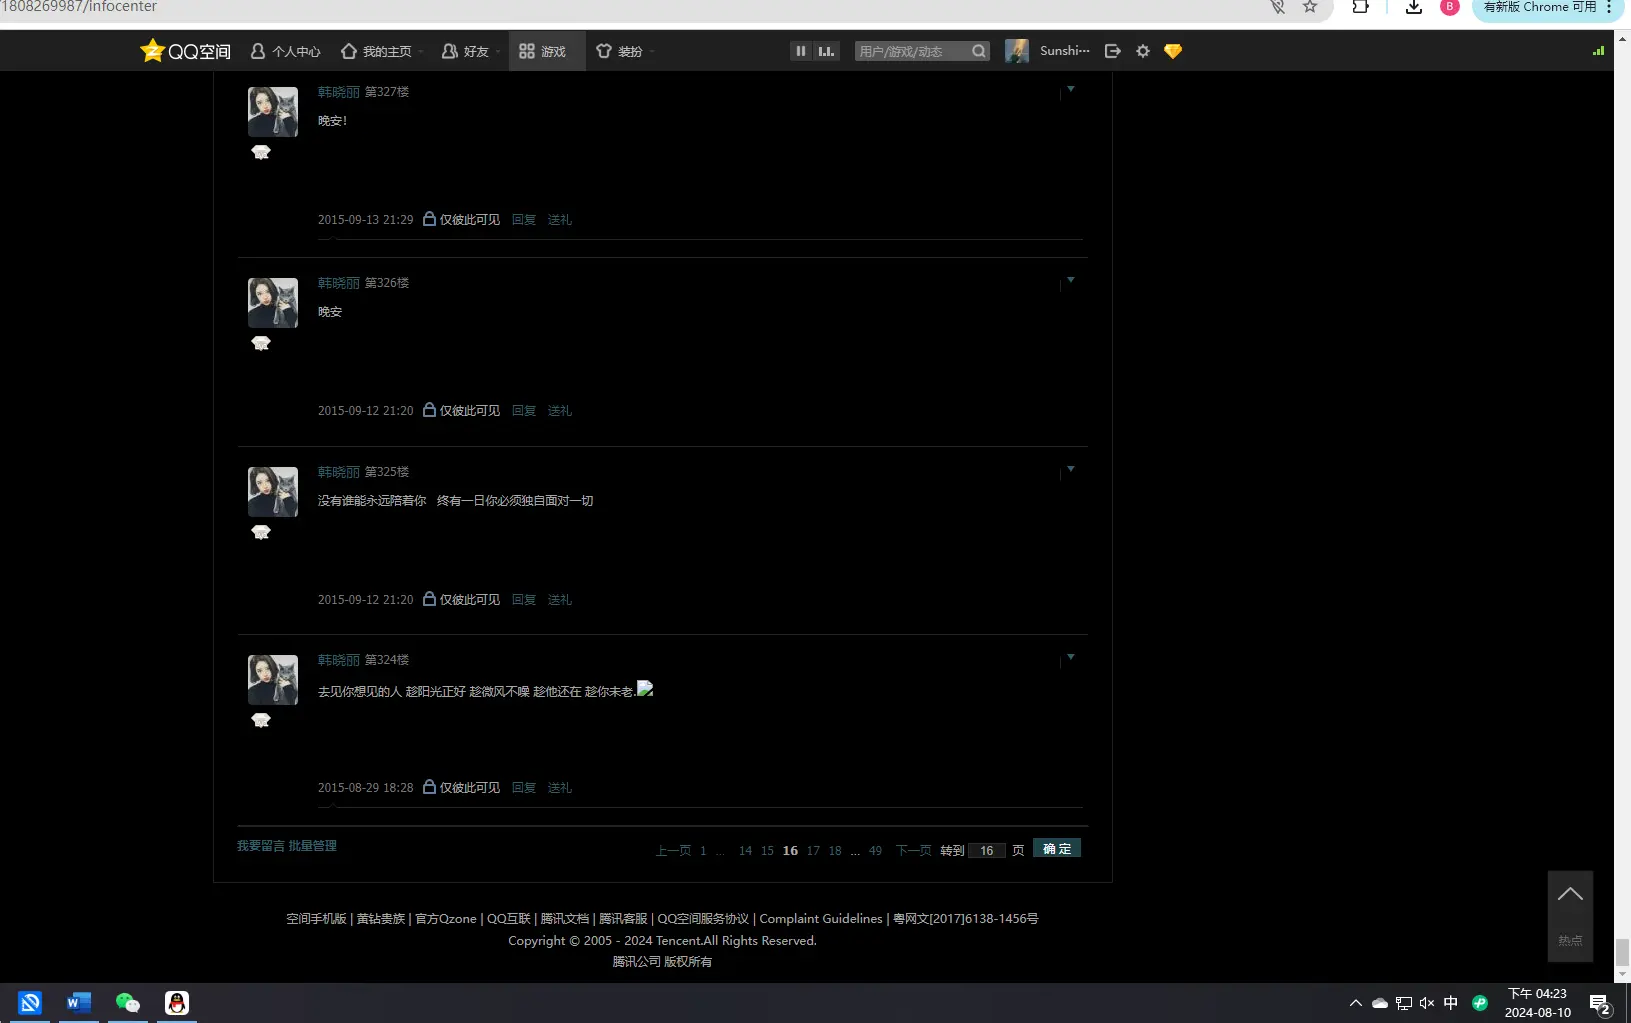 1808269987/infocenter
有新版 Chrome 可用
QQ空间 个人中心 我的主页 好友 游戏 装扮 用户/游戏/动态 Sunshi···
韩晓丽 第327楼
晚安!
2015-09-13 21:29 仅彼此可见 回复 送礼
韩晓丽 第326楼
晚安
2015-09-12 21:20 仅彼此可见 回复 送礼
韩晓丽 第325楼
没有谁能永远陪着你 终有一日你必须独自面对一切
2015-09-12 21:20 仅彼此可见 回复 送礼
韩晓丽 第324楼
去见你想见的人 趁阳光正好 趁微风不噪 趁他还在 趁你未老.
2015-08-29 18:28 仅彼此可见 回复 送礼
我要留言 批量管理 上一页 1 ... 14 15 16 17 18 ... 49 下一页 转到 16 页 确定
热点
空间手机版 | 黄钻贵族 | 官方Qzone | QQ互联 | 腾讯文档 | 腾讯客服 | QQ空间服务协议 | Complaint Guidelines | 粤网文[2017]6138-1456号
Copyright © 2005 - 2024 Tencent.All Rights Reserved.
腾讯公司 版权所有
中 下午 04:23
2024-08-10 2